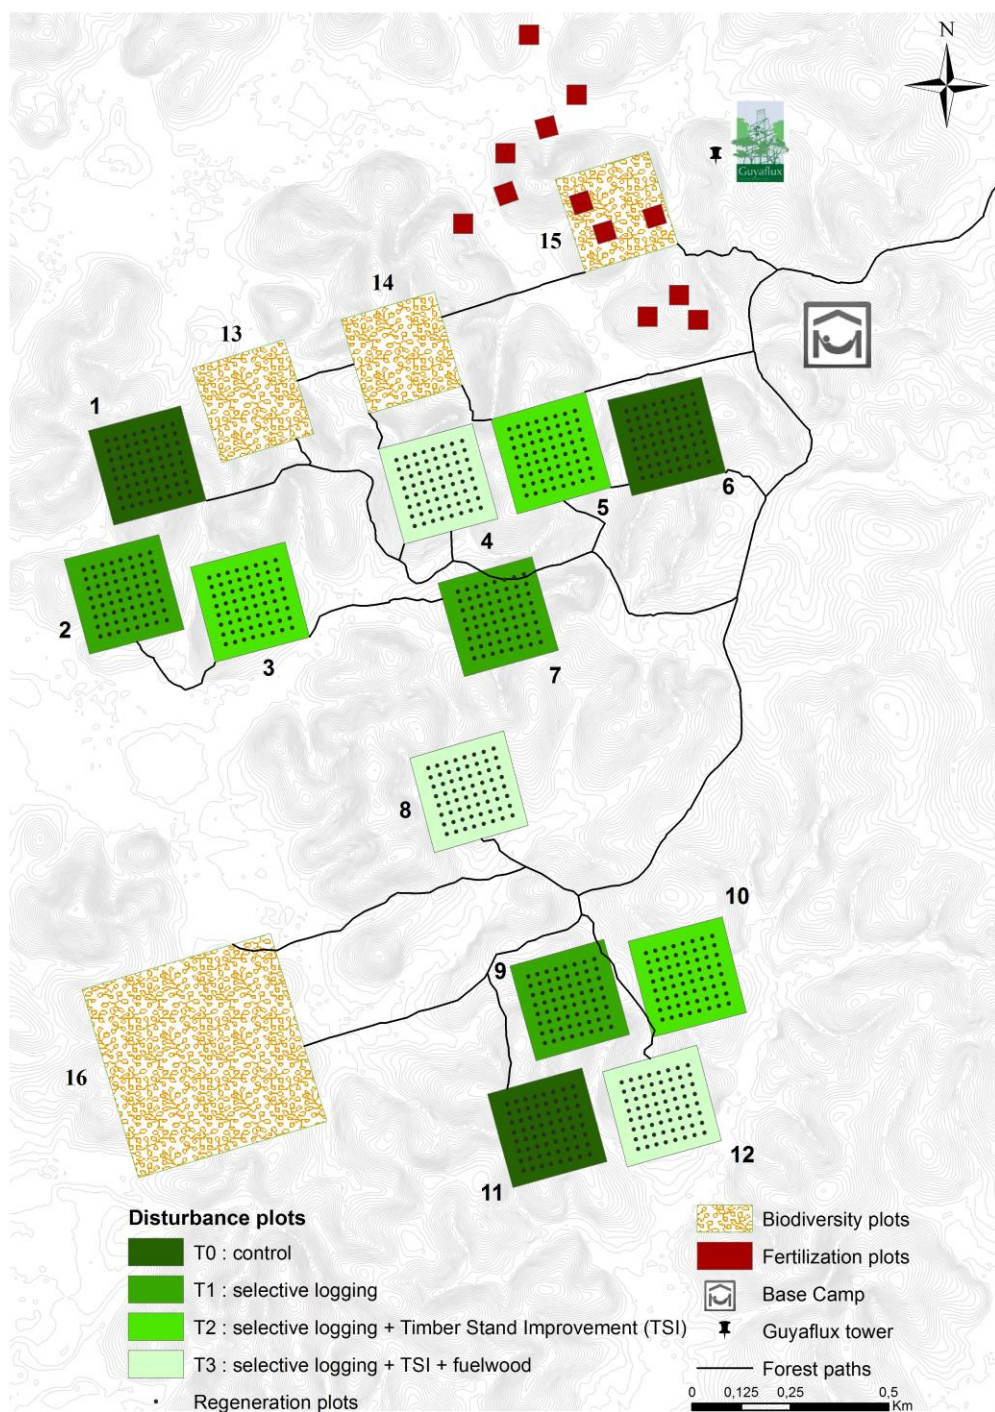 N
Guyaflux
15
14
13
1
6
5
4
2
3
7
8
10
9
16
12
11
Disturbance plots
T0 : control
T1 : selective logging
T2 : selective logging + Timber Stand Improvement (TSI)
T3 : selective logging + TSI + fuelwood
Regeneration plots
Biodiversity plots
Fertilization plots
Base Camp
Guyaflux tower
Forest paths
0 0,125 0,25 0,5
Km